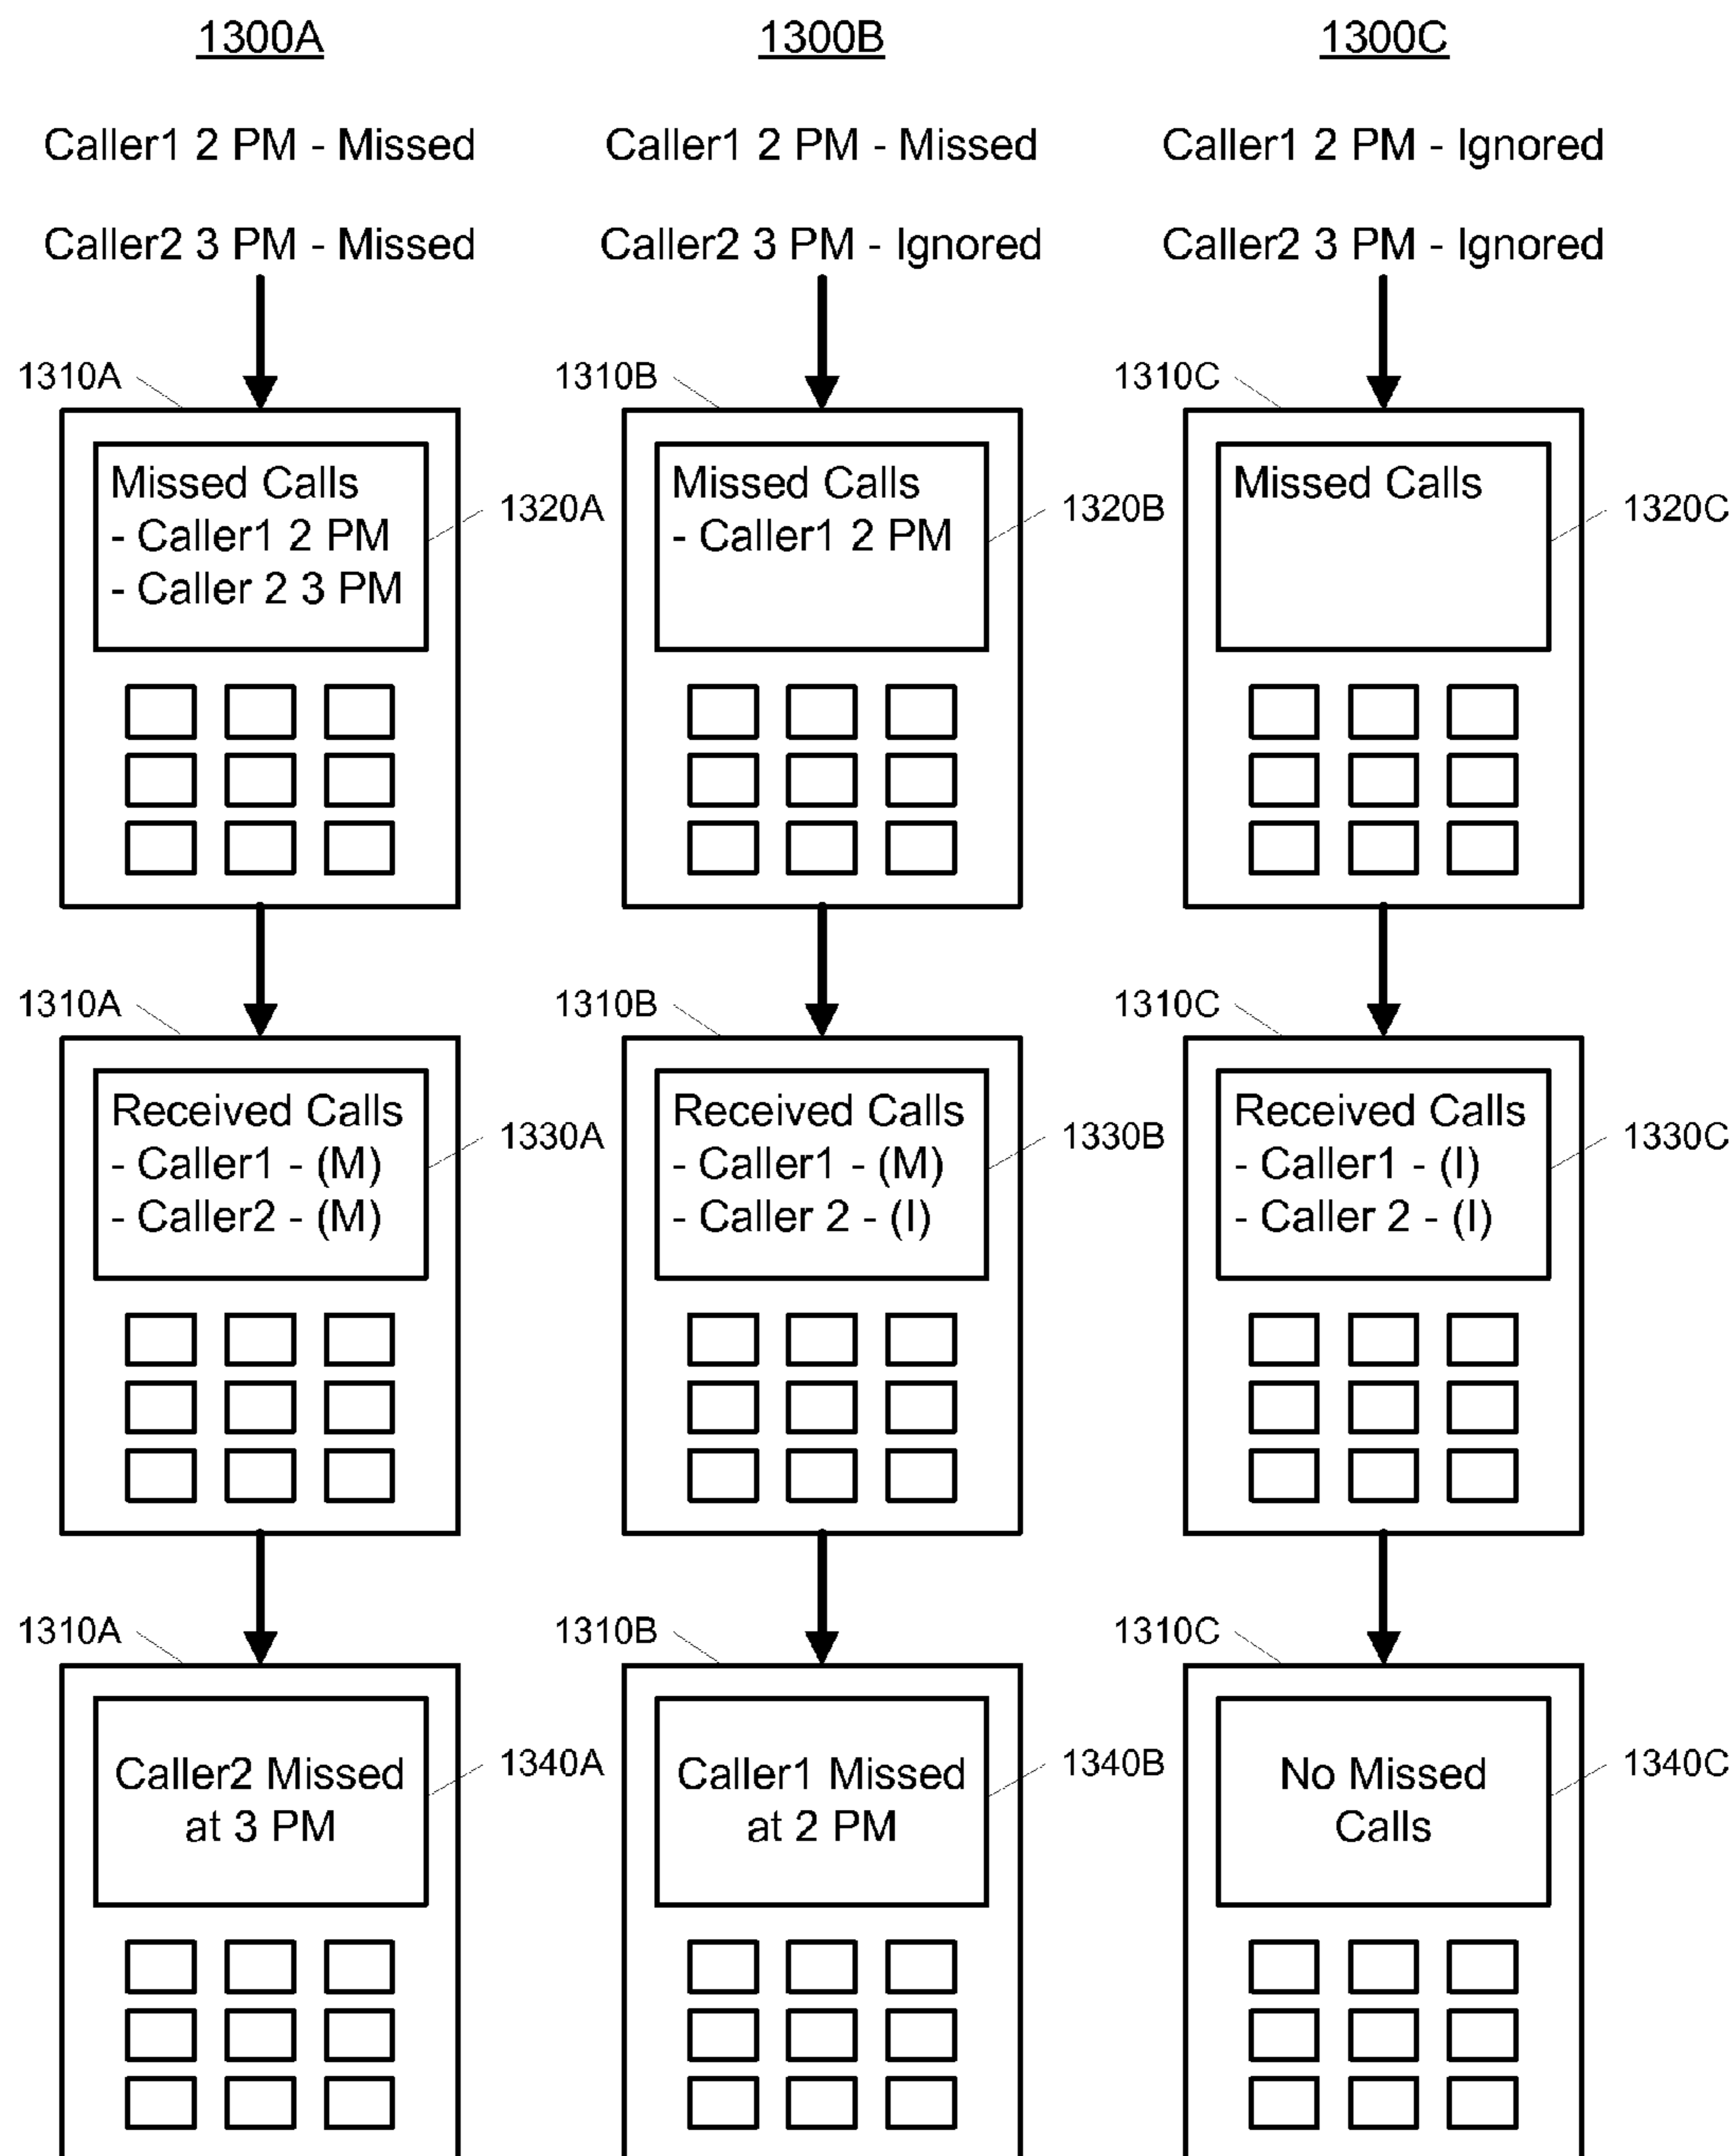 1300A
1300B
1300C
Caller1 2 PM - Missed
Caller1 2 PM - Missed
Caller1 2 PM - Ignored
Caller2 3 PM - Missed
Caller2 3 PM - Ignored
Caller2 3 PM - Ignored
1310A
1310B
1310C
Missed Calls
- Caller1 2 PM
- Caller 2 3 PM
1320A
Missed Calls
- Caller1 2 PM
1320B
Missed Calls
1320C
1310A
1310B
1310C
Received Calls
- Caller1 - (M)
- Caller2 - (M)
1330A
Received Calls
- Caller1 - (M)
- Caller 2 - (I)
1330B
Received Calls
- Caller1 - (I)
- Caller 2 - (I)
1330C
1310A
1310B
1310C
Caller2 Missed
at 3 PM
1340A
Caller1 Missed
at 2 PM
1340B
No Missed
Calls
1340C